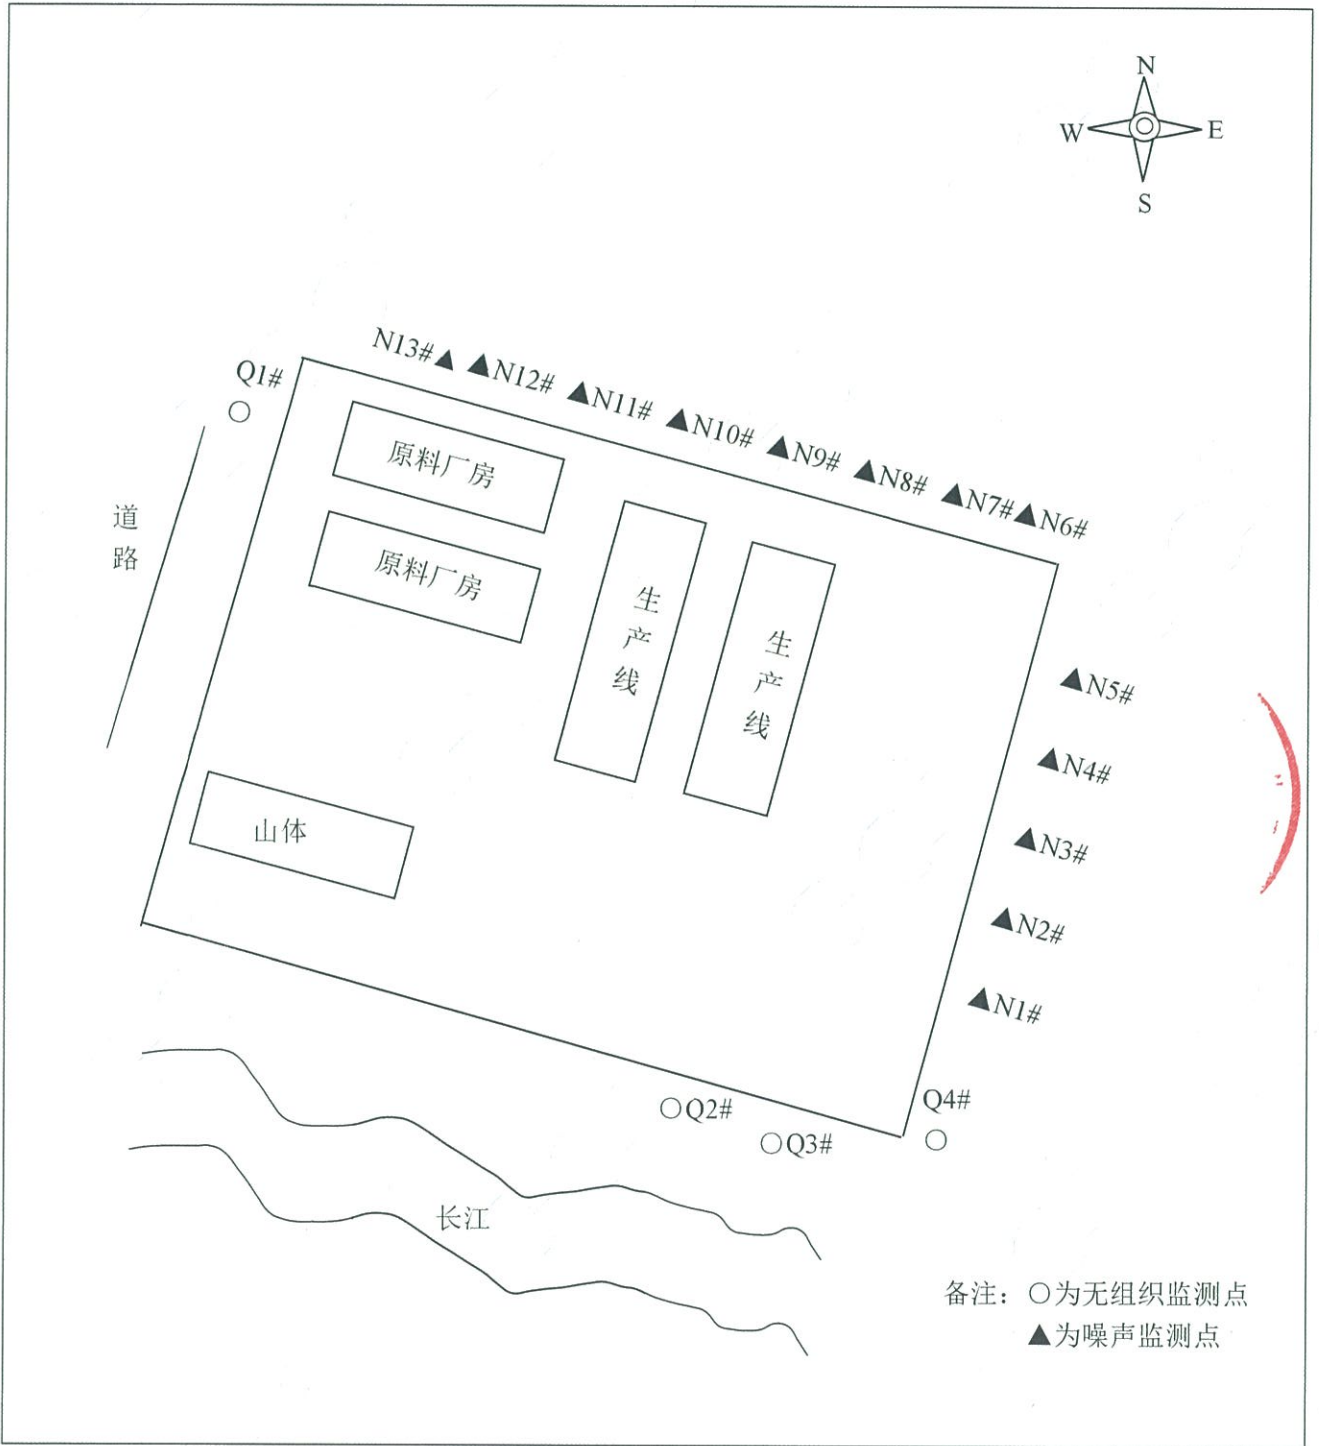 N
W
E
S
N13#
N12#
N11#
N10#
N9#
N8#
N7#
N6#
Q1#
原料厂房
原料厂房
道路
生产线
生产线
N5#
N4#
N3#
N2#
N1#
山体
Q2#
Q3#
Q4#
长江
备注：○为无组织监测点
▲为噪声监测点